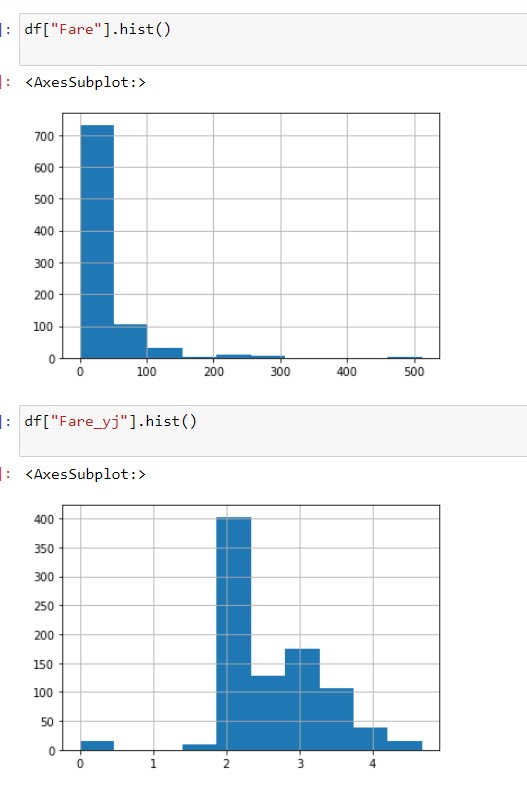 ]: df["Fare"].hist()
]: <AxesSubplot:>
700
600
500
400
300
200
100
0
0 100 200 300 400 500
]: df["Fare_yj"].hist()
]: <AxesSubplot:>
400
350
300
250
200
150
100
50
0
0 1 2 3 4